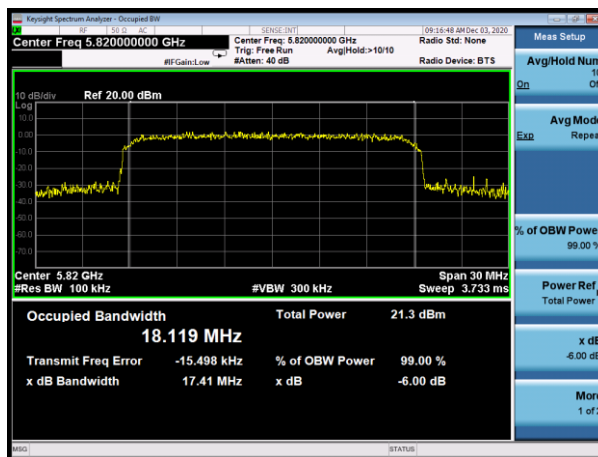 Keysight Spectrum Analyzer - Occupied BW
RF 50 Ω AC SENSE:INT 09:16:48 AM Dec 03, 2020
Center Freq 5.820000000 GHz
Center Freq: 5.820000000 GHz Radio Std: None
Trig: Free Run Avg|Hold:>10/10
#IFGain:Low #Atten: 40 dB Radio Device: BTS
10 dB/div Ref 20.00 dBm
Log
10.0
0.00
-10.0
-20.0
-30.0
-40.0
-50.0
-60.0
-70.0
Center 5.82 GHz Span 30 MHz
#Res BW 100 kHz #VBW 300 kHz Sweep 3.733 ms
Occupied Bandwidth Total Power 21.3 dBm
18.119 MHz
Transmit Freq Error -15.498 kHz % of OBW Power 99.00 %
x dB Bandwidth 17.41 MHz x dB -6.00 dB
MSG STATUS
Meas Setup
Avg/Hold Num
10
On Of
Avg Mode
Exp Repea
% of OBW Power
99.00 %
Power Ref
Total Power
x dB
-6.00 dB
More
1 of 2